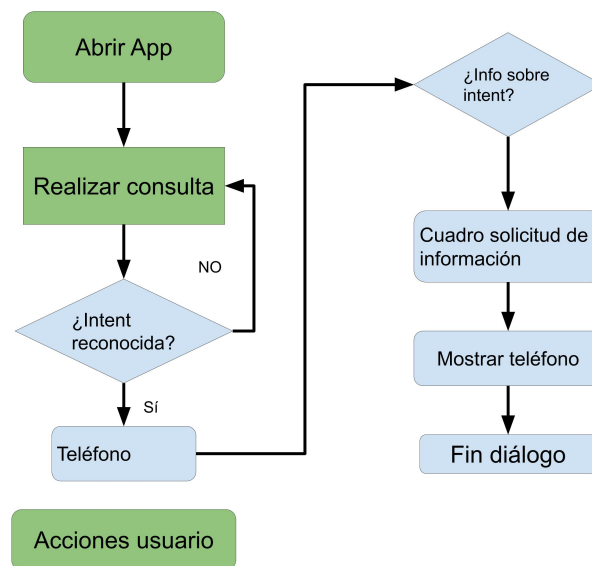 Abrir App
Realizar consulta
NO
¿Intent
reconocida?
Sí
Teléfono
Acciones usuario
¿Info sobre
intent?
Cuadro solicitud de
información
Mostrar teléfono
Fin diálogo